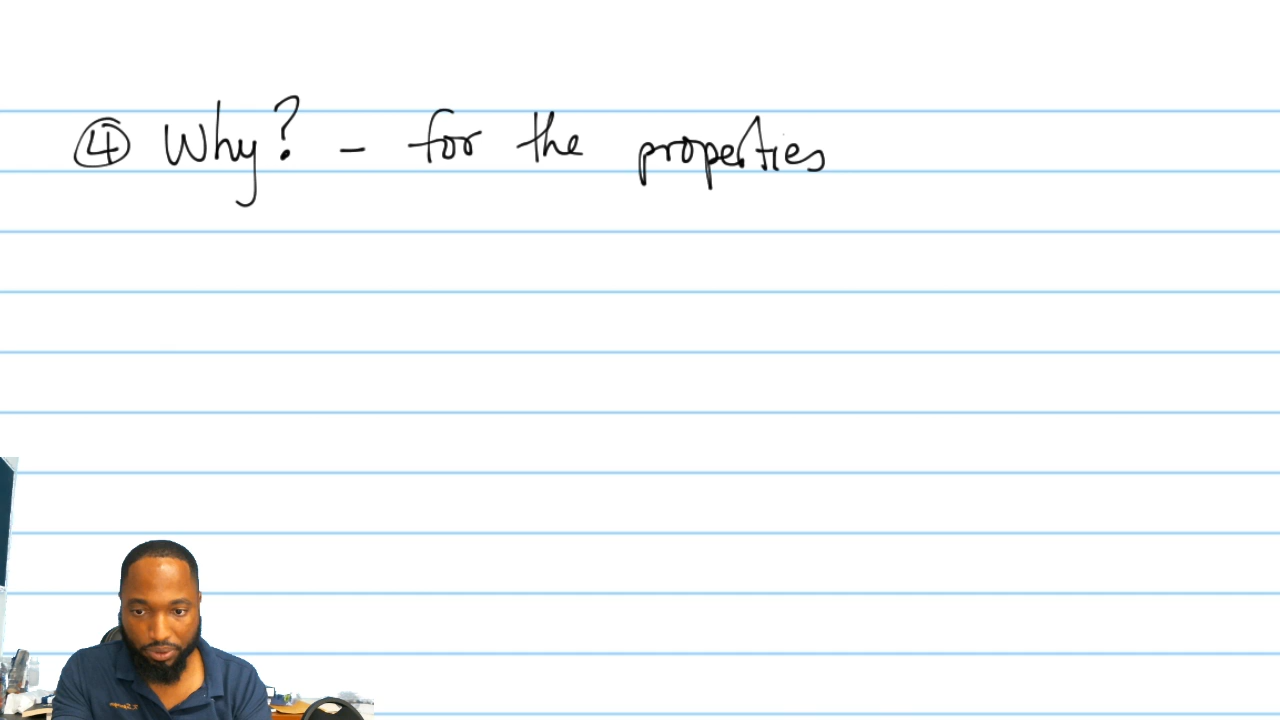 ④ Why? - for the properties